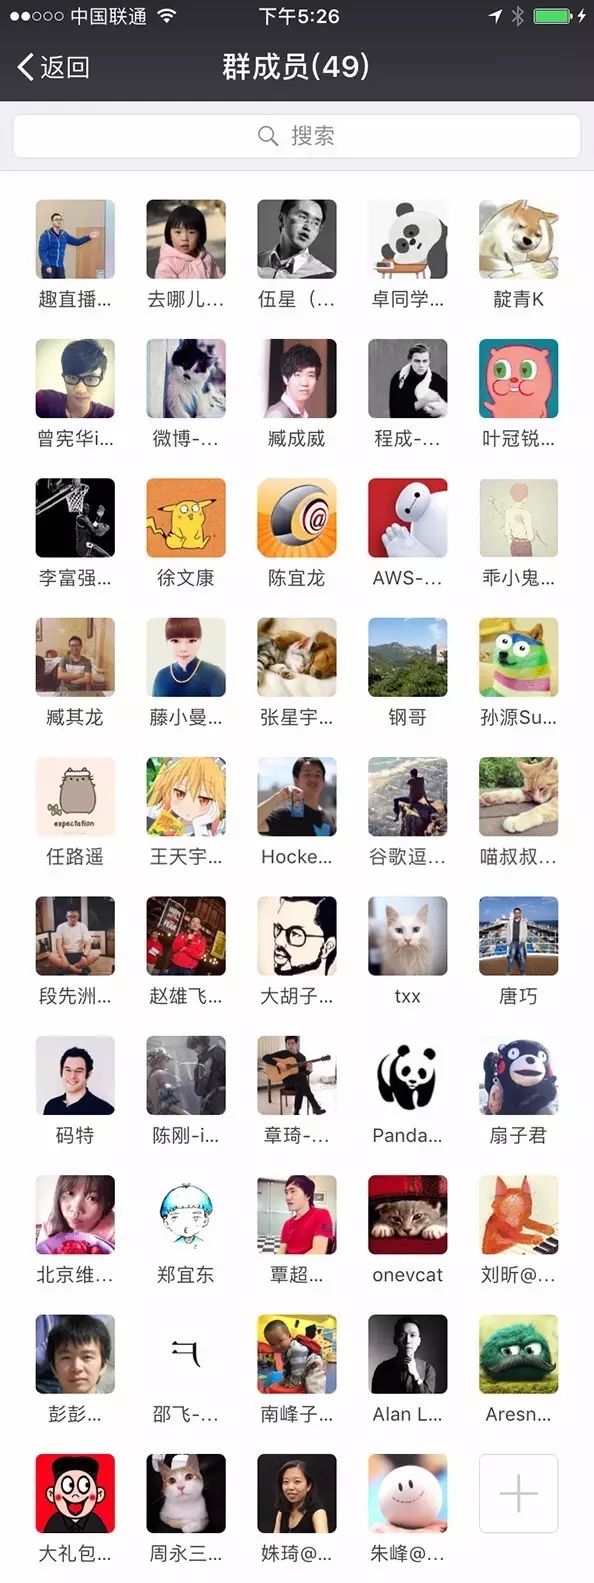 中国联通 下午5:26
返回 群成员(49)
搜索
趣直播... 去哪儿... 伍星（... 卓同学... 靛青K
曾宪华i... 微博-... 臧成威 程成-... 叶冠锐...
李富强... 徐文康 陈宜龙 AWS-... 乖小鬼...
臧其龙 藤小曼... 张星宇... 钢哥 孙源Su...
expectation
任路遥 王天宇... Hocke... 谷歌逗... 喵叔叔...
段先洲... 赵雄飞... 大胡子... txx 唐巧
码特 陈刚-i... 章琦-... Panda... 扇子君
北京维... 郑宜东 覃超... onevcat 刘昕@...
彭彭... 邵飞-... 南峰子... Alan L... Aresn...
大礼包... 周永三... 姝琦@... 朱峰@...